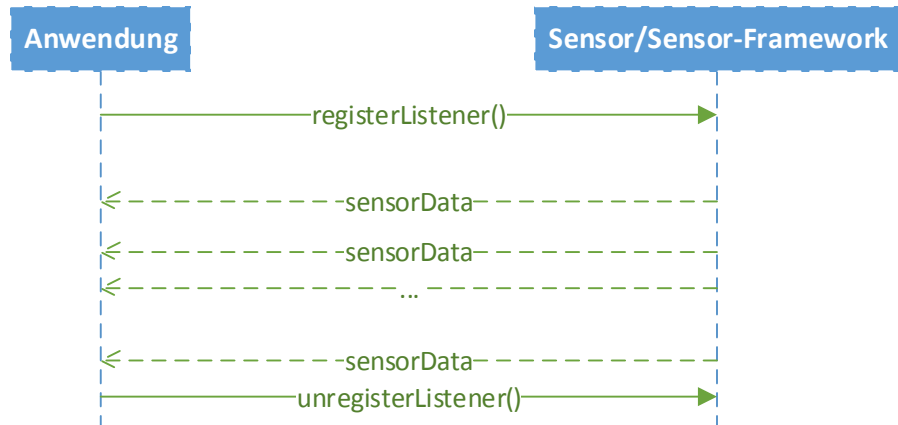 Anwendung
Sensor/Sensor-Framework
registerListener()
sensorData
sensorData
...
sensorData
unregisterListener()